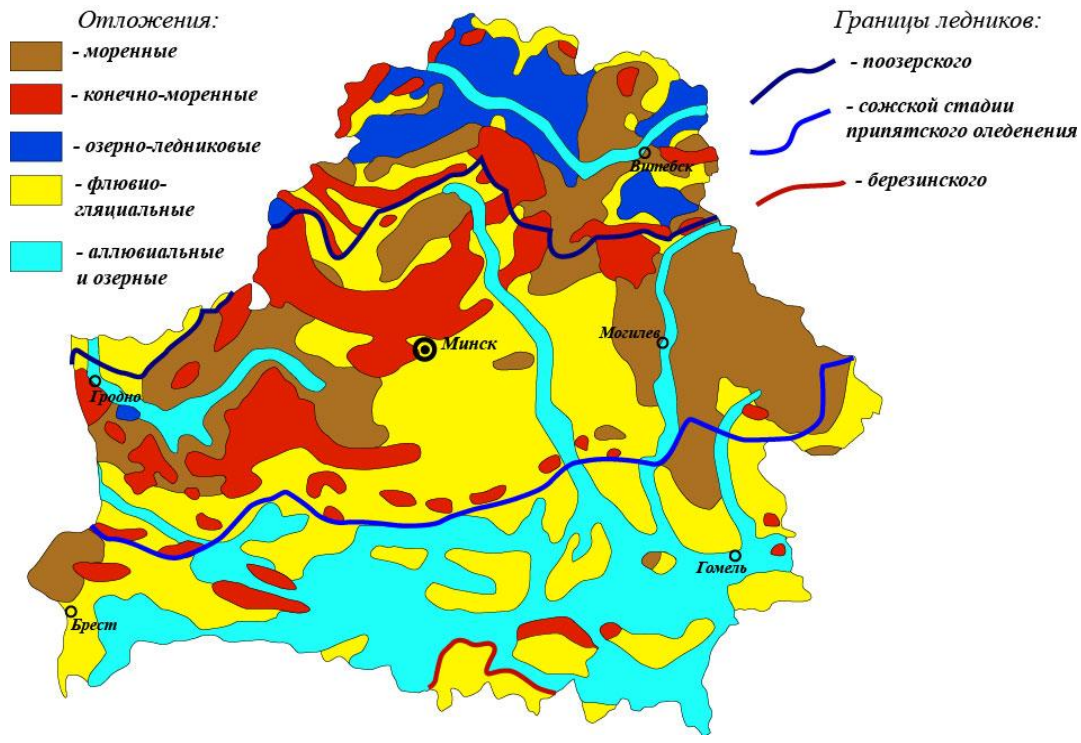 Отложения:
- моренные
- конечно-моренные
- озерно-ледниковые
- флювио-
гляциальные
- аллювиальные
и озерные
Границы ледников:
- поозерского
- сожской стадии
припятского оледенения
- березинского
Витебск
Минск
Могилев
Гродно
Гомель
Брест